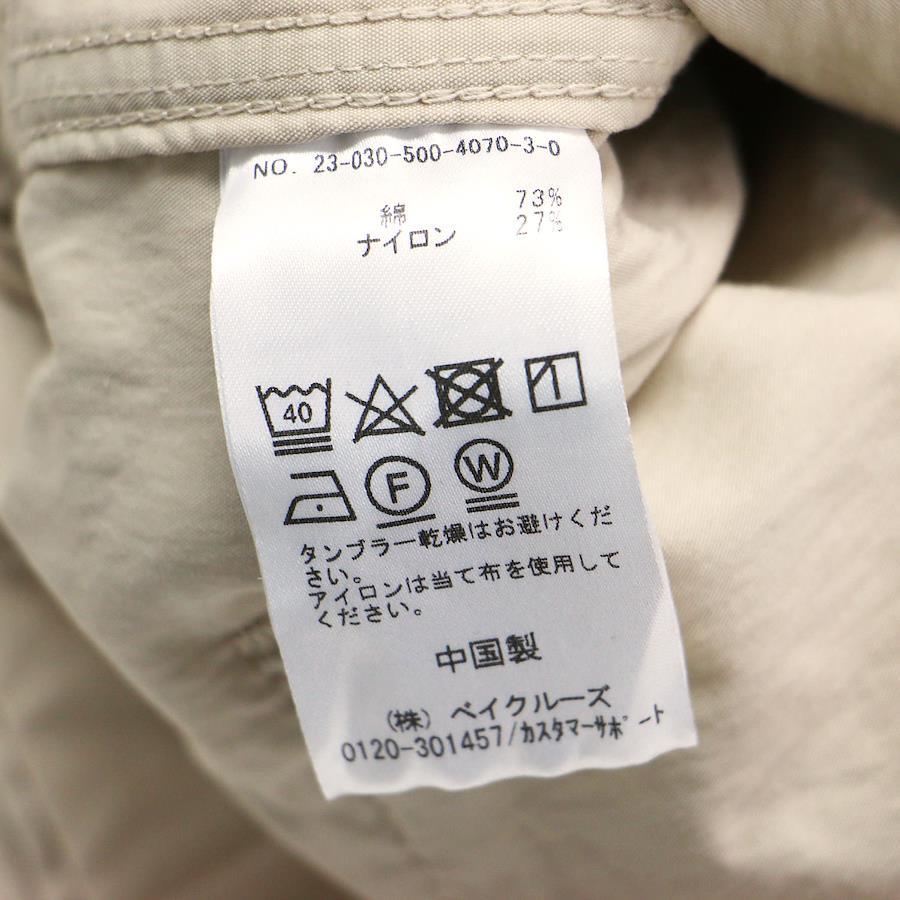 NO. 23-030-500-4070-3-0
綿 73%
ナイロン 27%
40
F W
タンブラー乾燥はお避けくだ
さい。
アイロンは当て布を使用して
ください。
中国製
(株) ベイクルーズ
0120-301457/カスタマーサポート